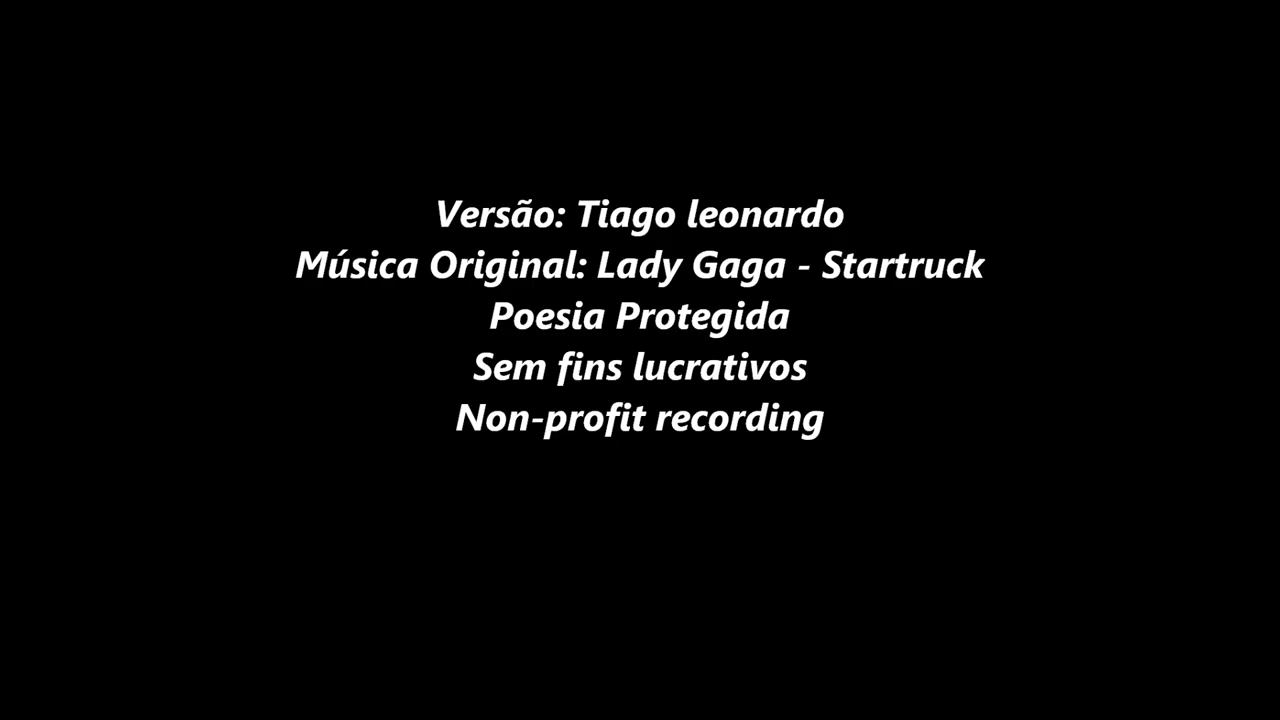 Versão: Tiago leonardo
Música Original: Lady Gaga - Startruck
Poesia Protegida
Sem fins lucrativos
Non-profit recording